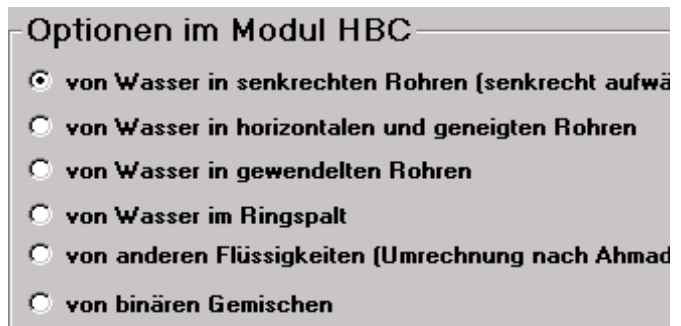 Optionen im Modul HBC
von Wasser in senkrechten Rohren (senkrecht aufwä
von Wasser in horizontalen und geneigten Rohren
von Wasser in gewendelten Rohren
von Wasser im Ringspalt
von anderen Flüssigkeiten (Umrechnung nach Ahmad
von binären Gemischen